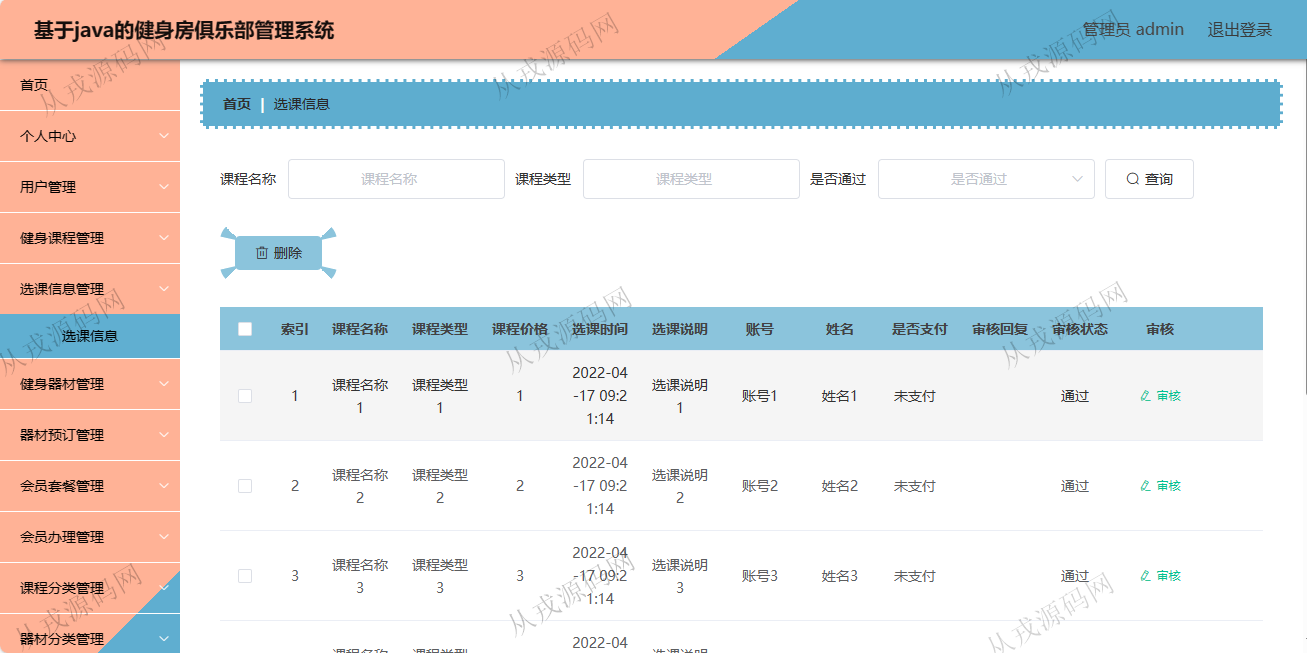 基于java的健身房俱乐部管理系统
管理员 admin 退出登录
首页
个人中心
用户管理
健身课程管理
选课信息管理
选课信息
健身器材管理
器材预订管理
会员套餐管理
会员办理管理
课程分类管理
器材分类管理
首页 | 选课信息
课程名称 课程名称 课程类型 课程类型 是否通过 是否通过 查询
删除
索引 课程名称 课程类型 课程价格 选课时间 选课说明 账号 姓名 是否支付 审核回复 审核状态 审核
1 课程名称1 课程类型1 1 2022-04-17 09:21:14 选课说明1 账号1 姓名1 未支付 通过 审核
2 课程名称2 课程类型2 2 2022-04-17 09:21:14 选课说明2 账号2 姓名2 未支付 通过 审核
3 课程名称3 课程类型3 3 2022-04-17 09:21:14 选课说明3 账号3 姓名3 未支付 通过 审核
课程名称 课程类型 2022-04 选课说明
从戎源码网
从戎源码网
从戎源码网
从戎源码网
从戎源码网
从戎源码网
从戎源码网
从戎源码网
从戎源码网